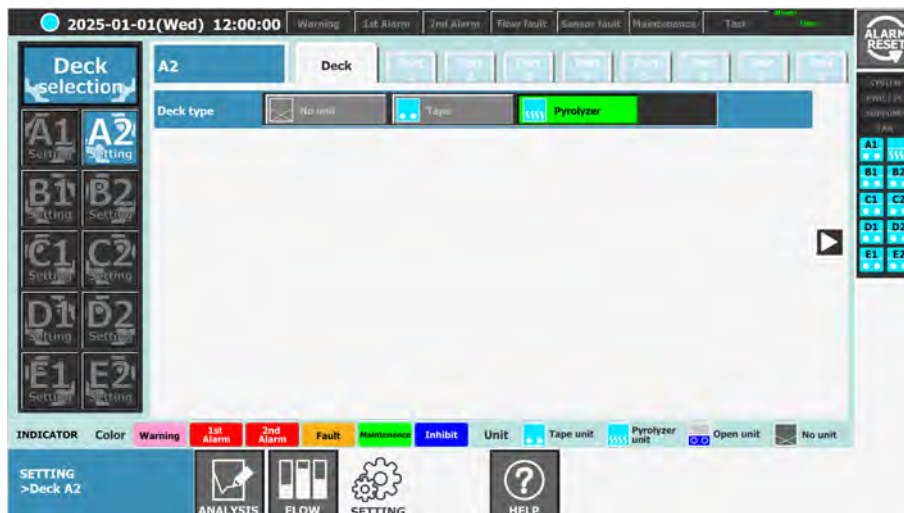 2025-01-01(Wed) 12:00:00
Warning
1st Alarm
2nd Alarm
Flow fault
Sensor fault
Maintenance
Test
ALARM
RESET
Deck
selection
A2
Deck
Deck type
No unit
Tape
Pyrolyzer
A1
Setting
A2
Setting
B1
Setting
B2
Setting
C1
Setting
C2
Setting
D1
Setting
D2
Setting
E1
Setting
E2
Setting
A1
B1 B2
C1 C2
D1 D2
E1 E2
INDICATOR Color Warning 1st Alarm 2nd Alarm Fault Maintenance Inhibit Unit Tape unit Pyrolyzer unit Open unit No unit
SETTING
>Deck A2
ANALYSIS
FLOW
SETTING
HELP